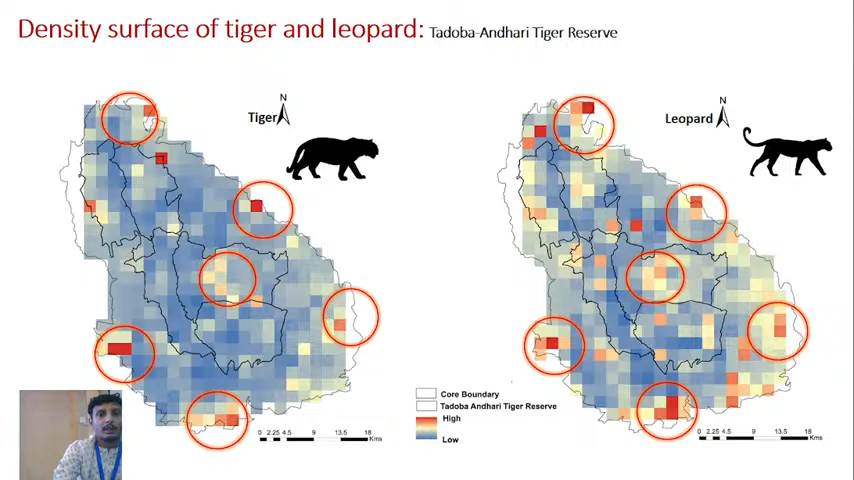 Density surface of tiger and leopard: Tadoba-Andhari Tiger Reserve
N
Tiger
N
Leopard
Core Boundary
Tadoba Andhari Tiger Reserve
High
Low
0 2.25 4.5 9 13.5 18
Kms
0 2.25 4.5 9 13.5 18
Kms